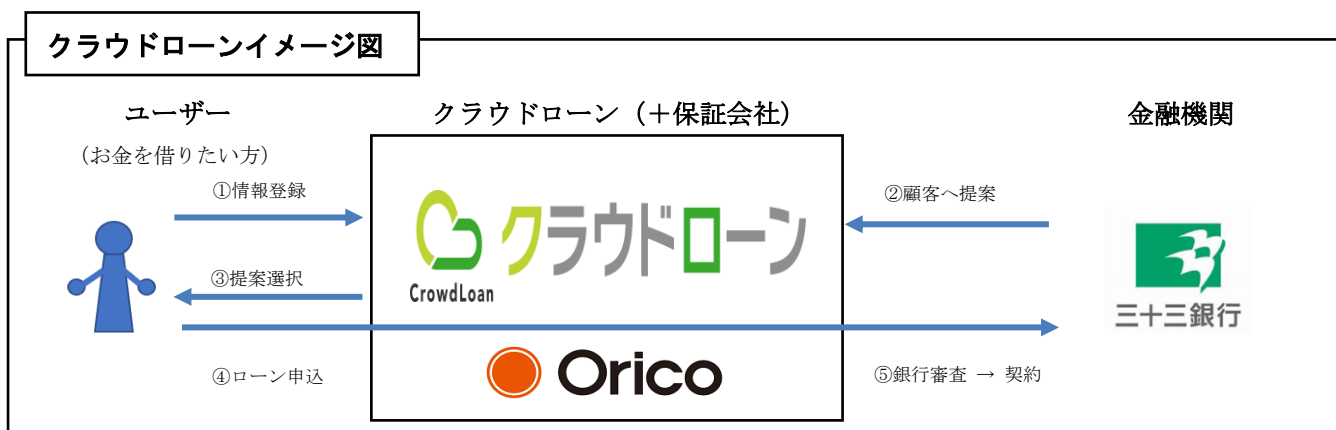 クラウドローンイメージ図
ユーザー
(お金を借りたい方)
クラウドローン(+保証会社)
金融機関
①情報登録
②顧客へ提案
クラウドローン
CrowdLoan
③提案選択
三十三銀行
④ローン申込
Orico
⑤銀行審査 → 契約